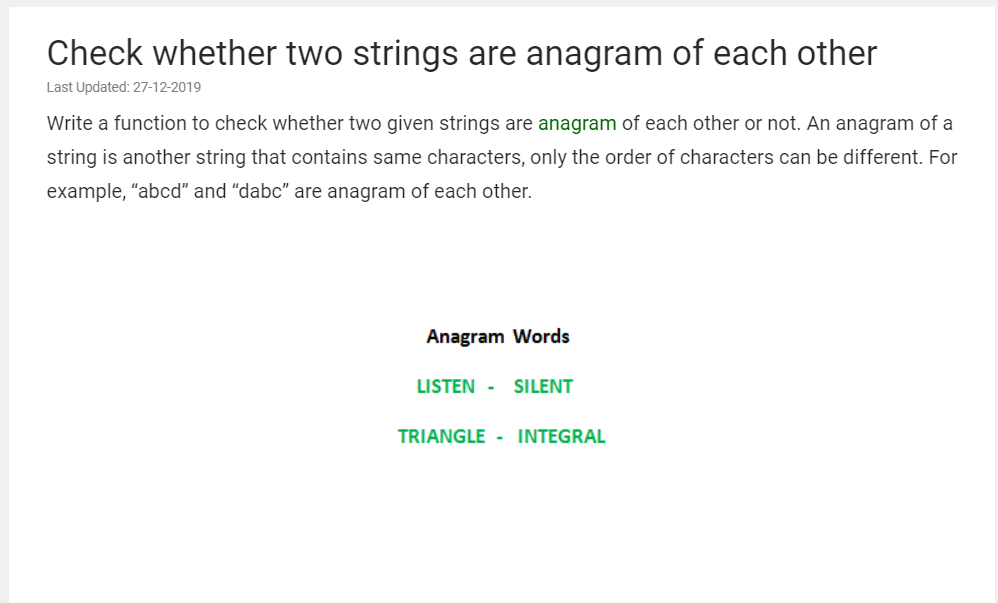 Check whether two strings are anagram of each other
Last Updated: 27-12-2019
Write a function to check whether two given strings are anagram of each other or not. An anagram of a
string is another string that contains same characters, only the order of characters can be different. For
example, “abcd” and “dabc” are anagram of each other.
Anagram Words
LISTEN - SILENT
TRIANGLE - INTEGRAL